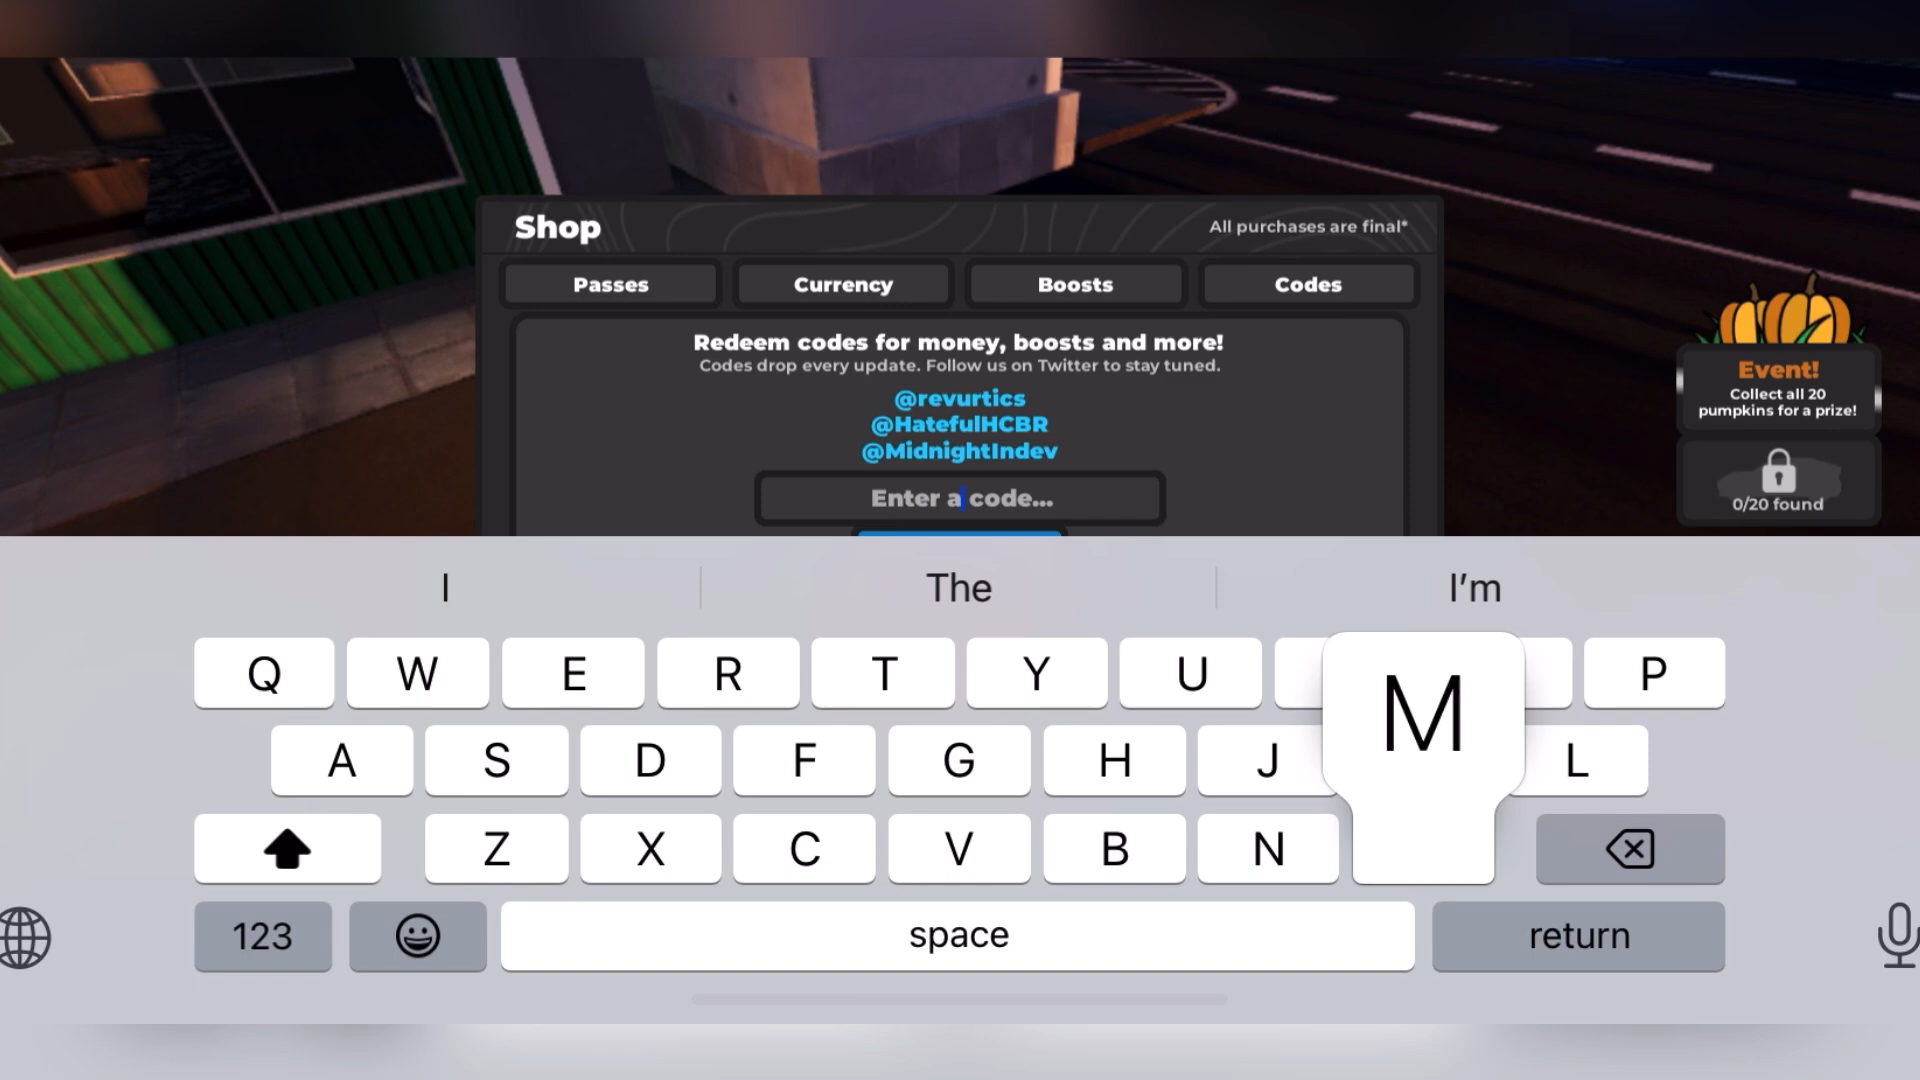 Shop
All purchases are final*
Passes
Currency
Boosts
Codes
Redeem codes for money, boosts and more!
Codes drop every update. Follow us on Twitter to stay tuned.
@revurtics
@HatefulHCBR
@MidnightIndev
Enter a code...
Event!
Collect all 20
pumpkins for a prize!
0/20 found
I
The
I'm
Q W E R T Y U P
A S D F G H J L
M
Z X C V B N
123
space
return